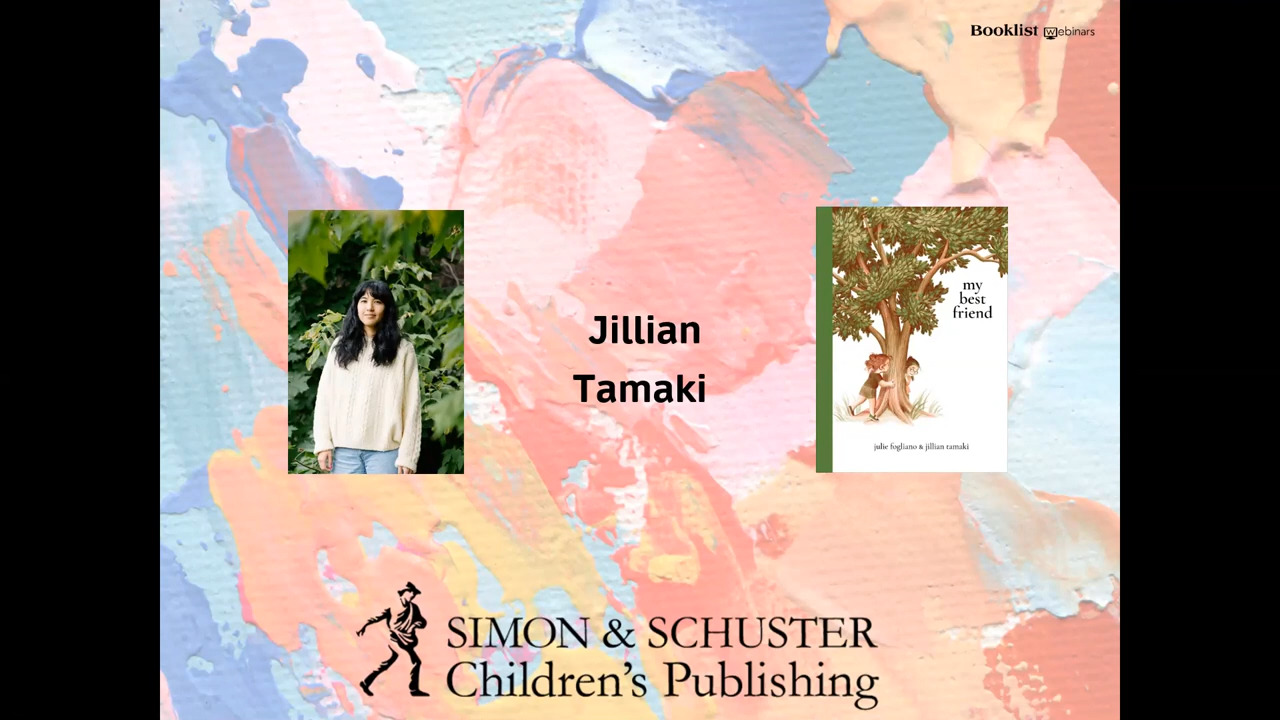 Booklist Webinars
Jillian
Tamaki
my
best
friend
julie fogliano & jillian tamaki
SIMON & SCHUSTER
Children's Publishing